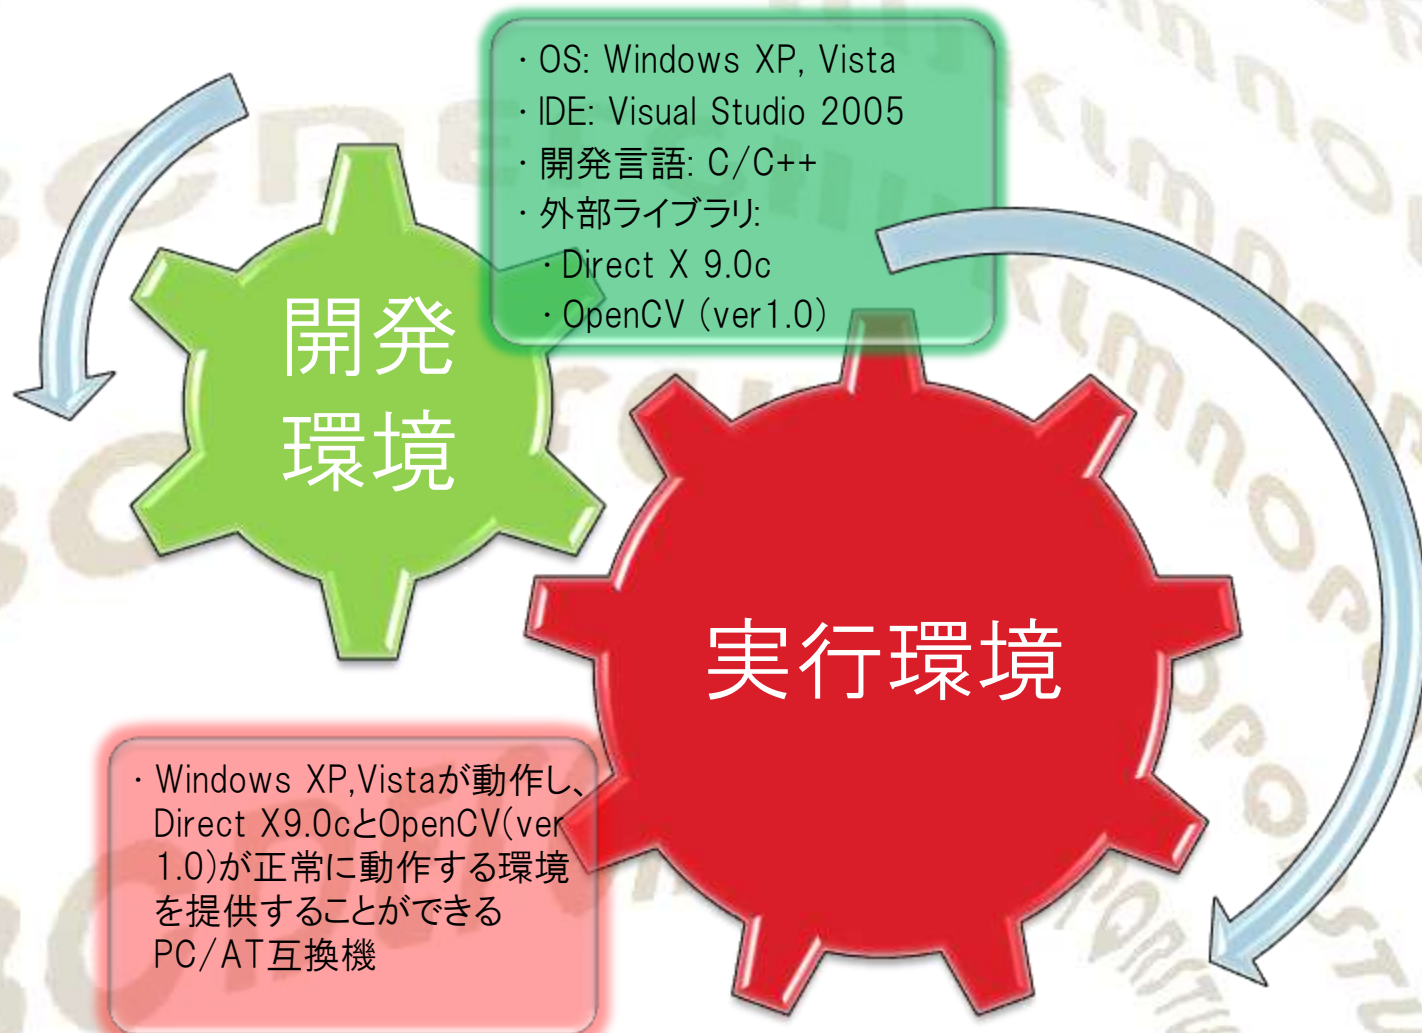 ・OS: Windows XP, Vista
・IDE: Visual Studio 2005
・開発言語: C/C++
・外部ライブラリ:
・Direct X 9.0c
・OpenCV (ver1.0)
開発
環境
実行環境
・Windows XP,Vistaが動作し、
Direct X9.0cとOpenCV(ver
1.0)が正常に動作する環境
を提供することができる
PC/AT互換機